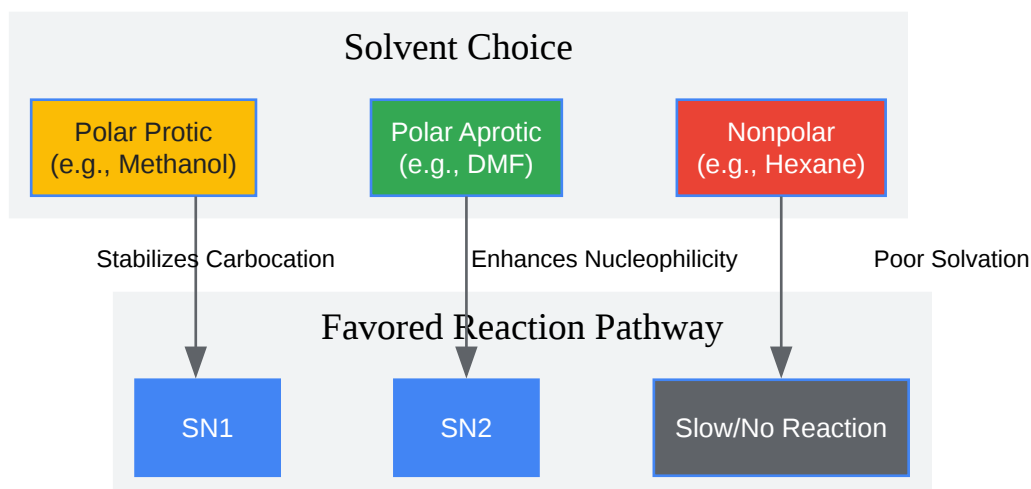 Solvent Choice
Polar Protic
(e.g., Methanol)
Polar Aprotic
(e.g., DMF)
Nonpolar
(e.g., Hexane)
Stabilizes Carbocation
Enhances Nucleophilicity
Poor Solvation
Favored Reaction Pathway
SN1
SN2
Slow/No Reaction